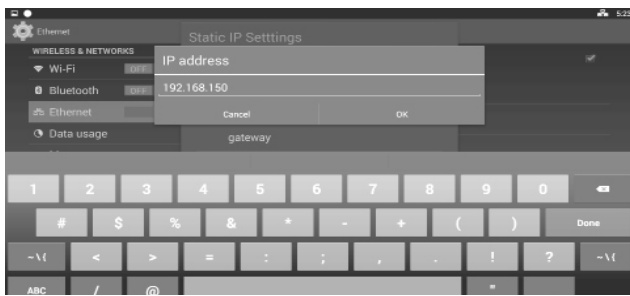 5:23
Ethernet
Static IP Setttings
WIRELESS & NETWORKS
Wi-Fi OFF
IP address
Bluetooth OFF
192.168.150
Ethernet
Cancel OK
Data usage
gateway
1 2 3 4 5 6 7 8 9 0
# $ % & * - + ( ) Done
~\{ < > = : ; , . ! ? ~\{
ABC / @ "